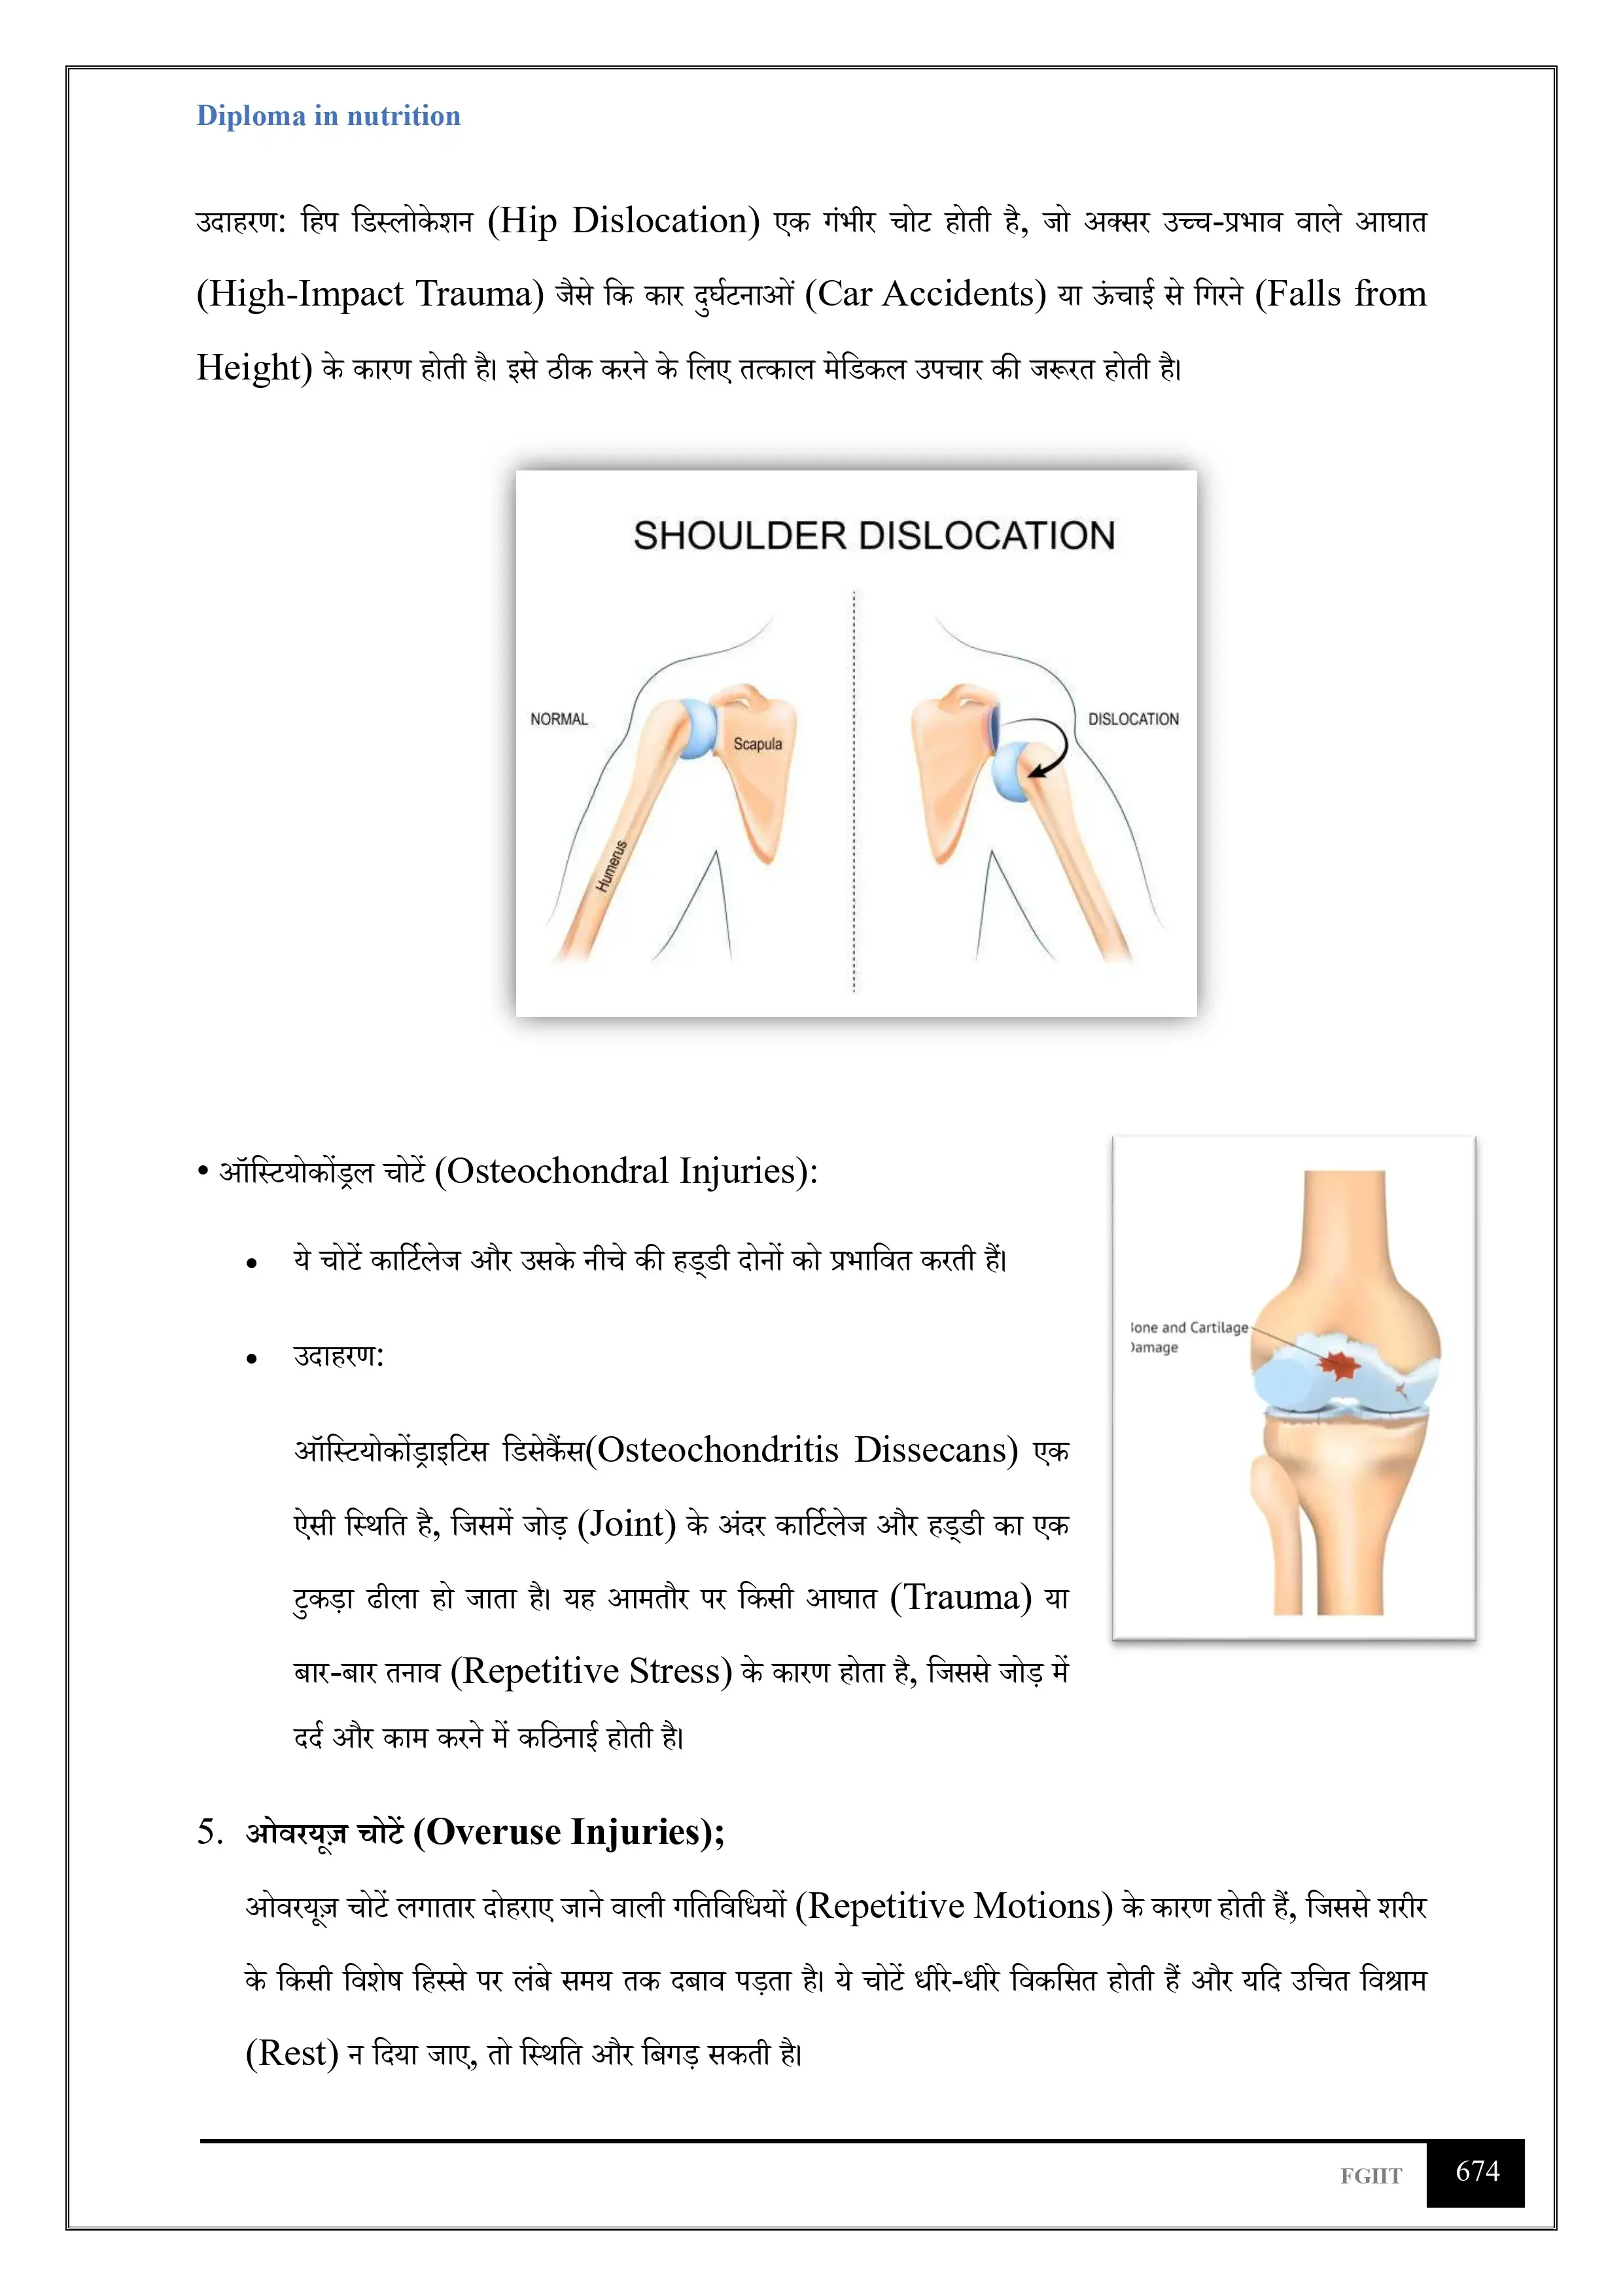 Diploma in nutrition
उदाहरण: हिप डिस्लोकेशन (Hip Dislocation) एक गंभीर चोट होती है, जो अक्सर उच्च-प्रभाव वाले आघात
(High-Impact Trauma) जैसे कि कार दुर्घटनाओं (Car Accidents) या ऊंचाई से गिरने (Falls from
Height) के कारण होती है। इसे ठीक करने के लिए तत्काल मेडिकल उपचार की जरूरत होती है।
SHOULDER DISLOCATION
NORMAL
Scapula
Humerus
DISLOCATION
• ऑस्टियोकोंड्रल चोटें (Osteochondral Injuries):
• ये चोटें कार्टिलेज और उसके नीचे की हड्डी दोनों को प्रभावित करती हैं।
• उदाहरण:
ऑस्टियोकोंड्राइटिस डिसेकैंस(Osteochondritis Dissecans) एक
ऐसी स्थिति है, जिसमें जोड़ (Joint) के अंदर कार्टिलेज और हड्डी का एक
टुकड़ा ढीला हो जाता है। यह आमतौर पर किसी आघात (Trauma) या
बार-बार तनाव (Repetitive Stress) के कारण होता है, जिससे जोड़ में
दर्द और काम करने में कठिनाई होती है।
one and Cartilage
amage
5. ओवरयूज़ चोटें (Overuse Injuries);
ओवरयूज़ चोटें लगातार दोहराए जाने वाली गतिविधियों (Repetitive Motions) के कारण होती हैं, जिससे शरीर
के किसी विशेष हिस्से पर लंबे समय तक दबाव पड़ता है। ये चोटें धीरे-धीरे विकसित होती हैं और यदि उचित विश्राम
(Rest) न दिया जाए, तो स्थिति और बिगड़ सकती है।
FGIIT
674